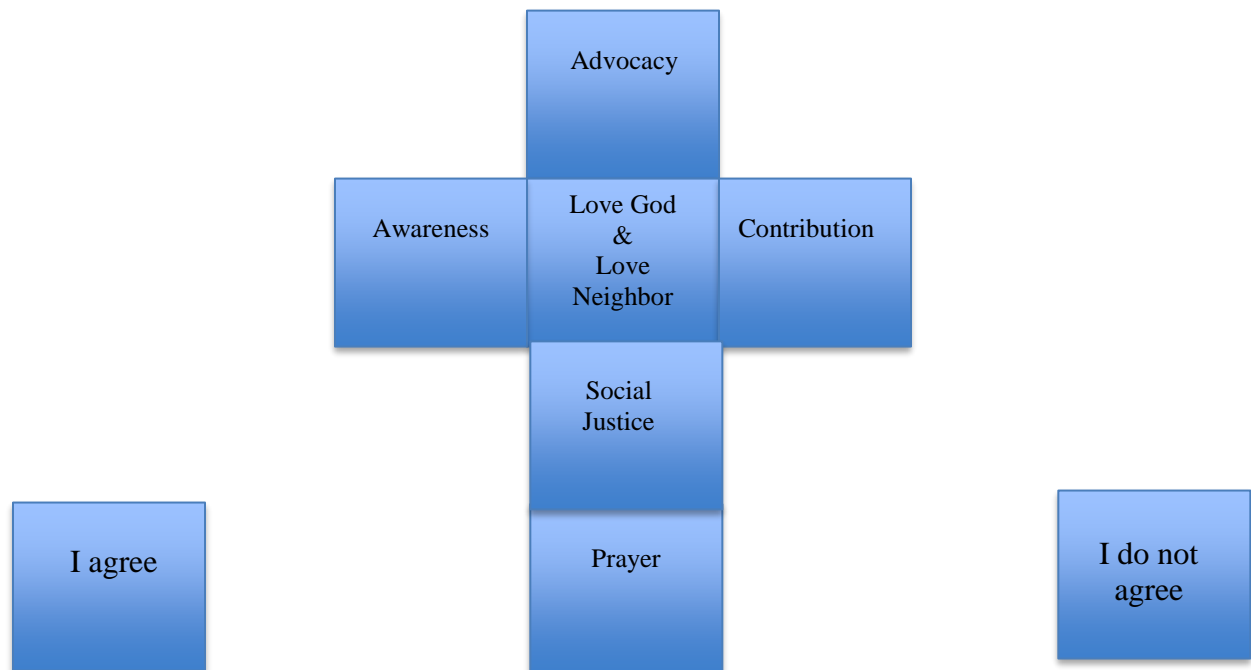 Advocacy
Awareness
Love God
&
Love
Neighbor
Contribution
Social
Justice
I agree
Prayer
I do not
agree